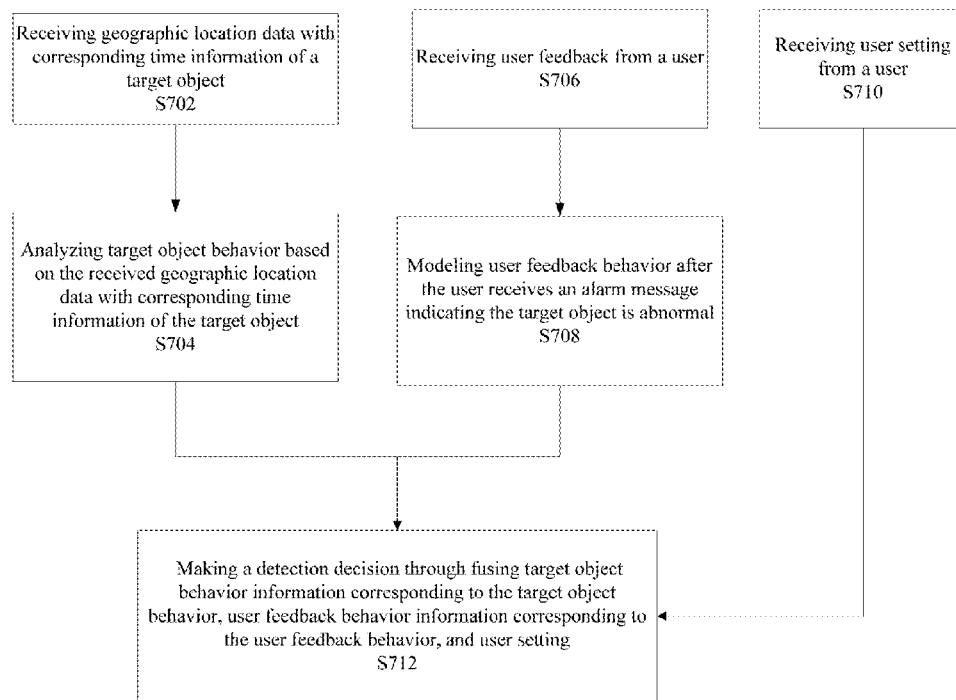 Receiving geographic location data with
corresponding time information of a
target object
S702
Receiving user feedback from a user
S706
Receiving user setting
from a user
S710
Analyzing target object behavior based
on the received geographic location
data with corresponding time
information of the target object
S704
Modeling user feedback behavior after
the user receives an alarm message
indicating the target object is abnormal
S708
Making a detection decision through fusing target object
behavior information corresponding to the target object
behavior, user feedback behavior information corresponding to
the user feedback behavior, and user setting
S712